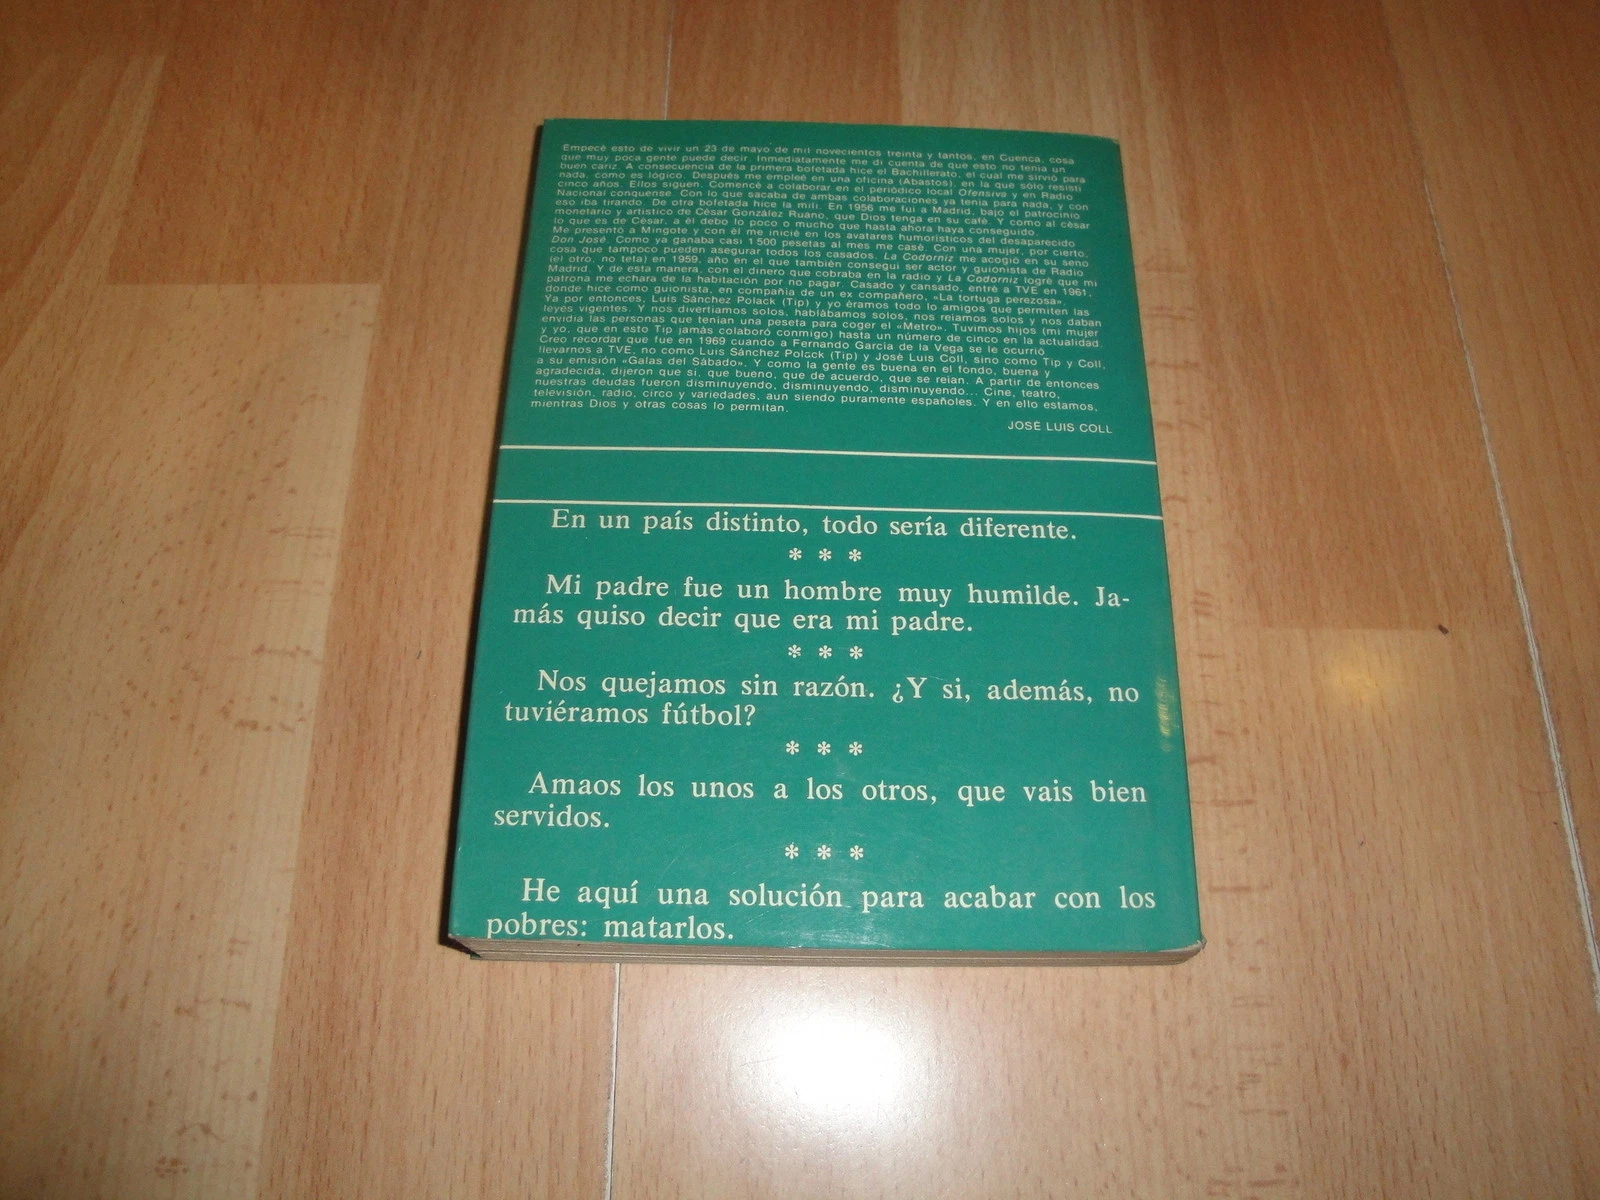 Empecé esto de vivir un 23 de mayo de mil novecientos treinta y tantos, en Cuenca, cosa
que muy poca gente puede decir. Inmediatamente me di cuenta de que esto no tenía un
buen cariz. A consecuencia de la primera bofetada hice el Bachillerato, el cual me sirvió para
nada, como es lógico. Después me empleé en una oficina (Abastos), en la que sólo resistí
cinco años. Ellos siguen. Comencé a colaborar en el periódico local Ofensiva y en Radio
Nacional conquense. Con lo que sacaba de ambas colaboraciones ya tenía para nada, y con
eso iba tirando. De otra bofetada hice la mili. En 1956 me fui a Madrid, bajo el patrocinio
monetario y artístico de César González Ruano, que Dios tenga en su café. Y como al césar
lo que es de César, a él debo lo poco o mucho que hasta ahora haya conseguido.
Me presentó a Mingote y con él me inicié en los avatares humorísticos del desaparecido
Don José. Como ya ganaba casi 1 500 pesetas al mes me casé. Con una mujer, por cierto,
cosa que tampoco pueden asegurar todos los casados. La Codorniz me acogió en su seno
(el otro, no teta) en 1959, año en el que también conseguí ser actor y guionista de Radio
Madrid. Y de esta manera, con el dinero que cobraba en la radio y La Codorniz logré que mi
patrona me echara de la habitación por no pagar. Casado y cansado, entré a TVE en 1961,
donde hice como guionista, en compañía de un ex compañero, «La tortuga perezosa».
Ya por entonces, Luis Sánchez Polack (Tip) y yo éramos todo lo amigos que permiten las
leyes vigentes. Y nos divertíamos solos, hablábamos solos, nos reíamos solos y nos daban
envidia las personas que tenían una peseta para coger el «Metro». Tuvimos hijos (mi mujer
y yo, que en esto Tip jamás colaboró conmigo) hasta un número de cinco en la actualidad.
Creo recordar que fue en 1969 cuando a Fernando García de la Vega se le ocurrió
llevarnos a TVE, no como Luis Sánchez Polack (Tip) y José Luis Coll, sino como Tip y Coll,
a su emisión «Galas del Sábado». Y como la gente es buena en el fondo, buena y
agradecida, dijeron que sí, que bueno, que de acuerdo, que se reían. A partir de entonces
nuestras deudas fueron disminuyendo, disminuyendo, disminuyendo... Cine, teatro,
televisión, radio, circo y variedades, aun siendo puramente españoles. Y en ello estamos,
mientras Dios y otras cosas lo permitan.
JOSÉ LUIS COLL
En un país distinto, todo sería diferente.
* * *
Mi padre fue un hombre muy humilde. Ja-
más quiso decir que era mi padre.
* * *
Nos quejamos sin razón. ¿Y si, además, no
tuviéramos fútbol?
* * *
Amaos los unos a los otros, que vais bien
servidos.
* * *
He aquí una solución para acabar con los
pobres: matarlos.